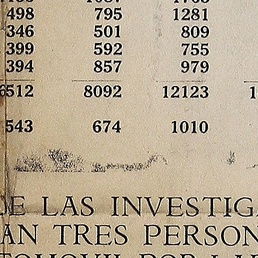 498 795 1281
346 501 809
399 592 755
394 857 979
6512 8092 12123
543 674 1010
DE LAS INVESTIG
AN TRES PERSON